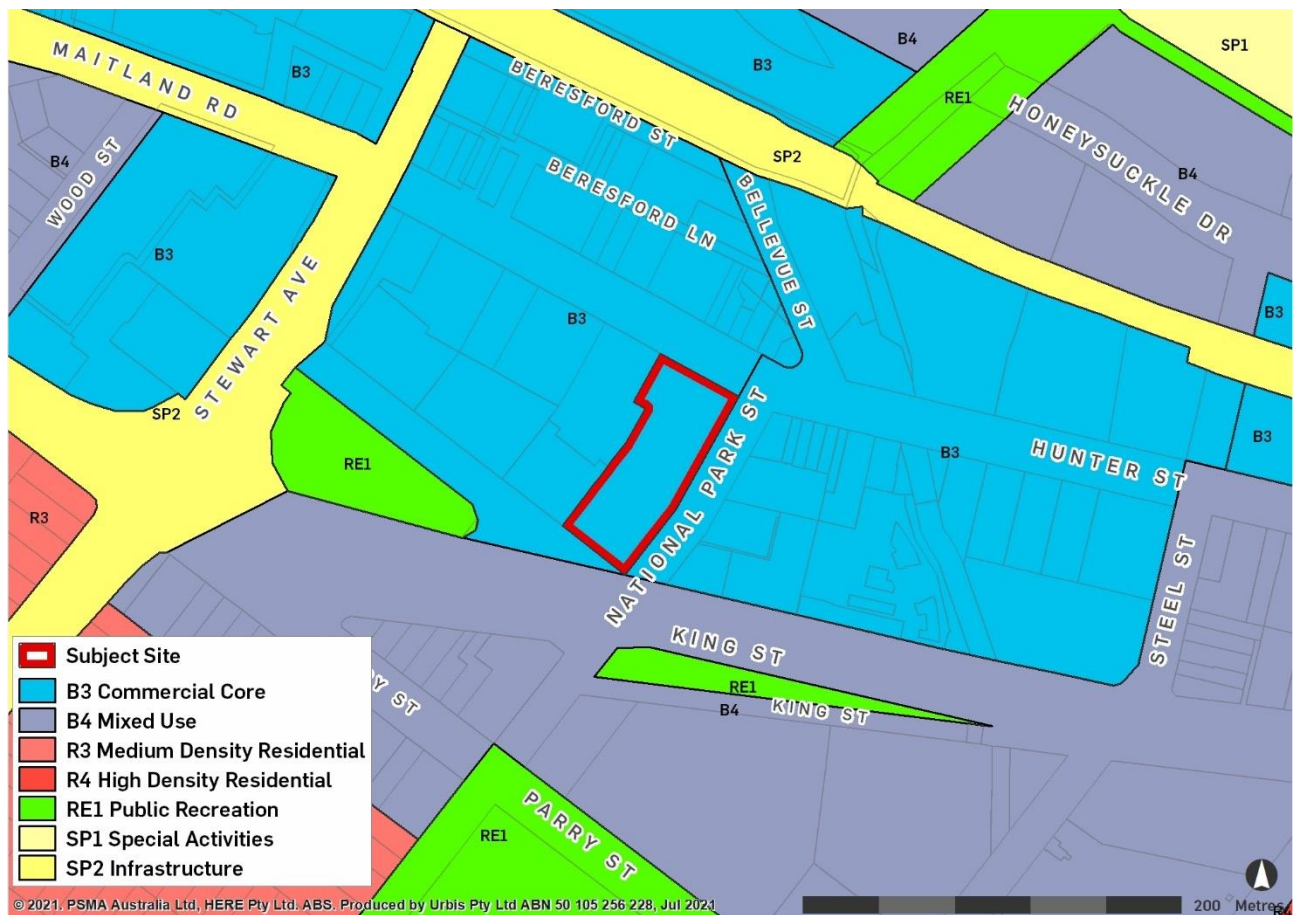 B4
SP1
MAITLAND RD
B3
BERESFORD ST
B3
RE1
HONEYSUCKLE DR
B4
WOOD ST
B4
SP2
BERESFORD LN
BELLEVUE ST
B3
STEWART AVE
B3
B3
SP2
RE1
NATIONAL PARK ST
B3
HUNTER ST
B3
R3
STEEL ST
KING ST
RE1
B4
KING ST
Subject Site
B3 Commercial Core
B4 Mixed Use
R3 Medium Density Residential
R4 High Density Residential
RE1 Public Recreation
SP1 Special Activities
SP2 Infrastructure
RE1
PARRY ST
© 2021. PSMA Australia Ltd, HERE Pty Ltd. ABS. Produced by Urbis Pty Ltd ABN 50 105 256 228, Jul 2021
200 Metres
R4